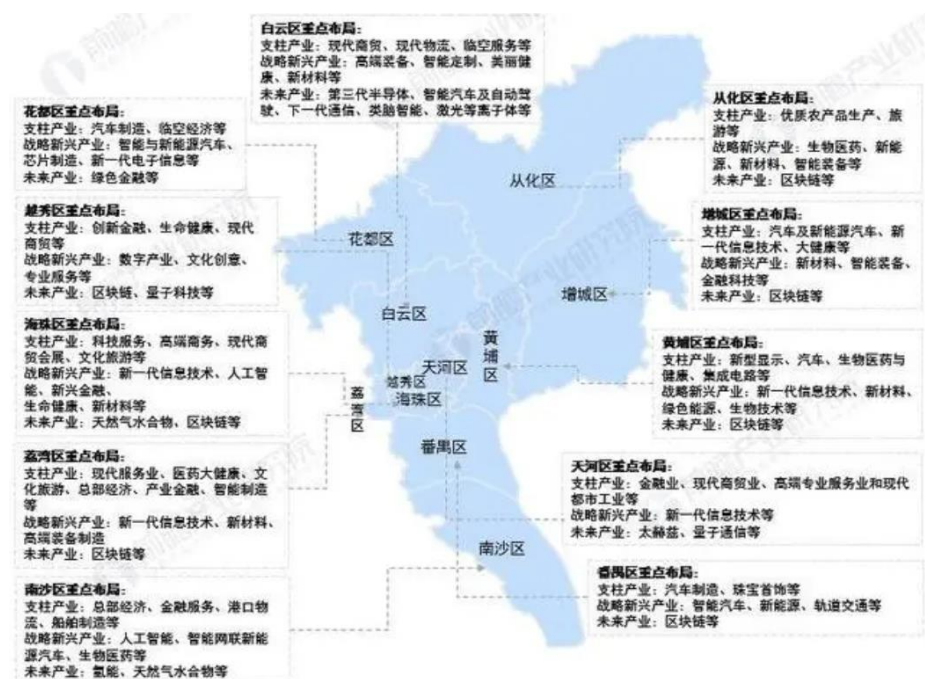 白云区重点布局：
支柱产业：现代商贸、现代物流、临空服务等
战略新兴产业：高端装备、智能定制、美丽健
康、新材料等
未来产业：第三代半导体、智能汽车及自动驾
驶、下一代通信、类脑智能、激光等离子体等
花都区重点布局：
支柱产业：汽车制造、临空经济等
战略新兴产业：智能与新能源汽车、
芯片制造、新一代电子信息等
未来产业：绿色金融等
越秀区重点布局：
支柱产业：创新金融、生命健康、现代
商贸等
战略新兴产业：数字产业、文化创意、
专业服务等
未来产业：区块链、量子科技等
海珠区重点布局：
支柱产业：科技服务、高端商务、现代商
贸会展、文化旅游等
战略新兴产业：新一代信息技术、人工智
能、新兴金融、
生命健康、新材料等
未来产业：天然气水合物、区块链等
荔湾区重点布局：
支柱产业：现代服务业、医药大健康、文
化旅游、总部经济、产业金融、智能制造
等
战略新兴产业：新一代信息技术、新材料、
高端装备制造
未来产业：区块链等
南沙区重点布局：
支柱产业：总部经济、金融服务、港口物
流、船舶制造等
战略新兴产业：人工智能、智能网联新能
源汽车、生物医药等
未来产业：氢能、天然气水合物等
从化区
花都区
增城区
白云区
黄埔区
天河区
越秀区
海珠区
荔湾区
番禺区
南沙区
从化区重点布局：
支柱产业：优质农产品生产、旅
游等
战略新兴产业：生物医药、新能
源、新材料、智能装备等
未来产业：区块链等
增城区重点布局：
支柱产业：汽车及新能源汽车、新
一代信息技术、大健康等
战略新兴产业：新材料、智能装备、
金融科技等
未来产业：区块链等
黄埔区重点布局：
支柱产业：新型显示、汽车、生物医药与
健康、集成电路等
战略新兴产业：新一代信息技术、新材料、
绿色能源、生物技术等
未来产业：区块链等
天河区重点布局：
支柱产业：金融业、现代商贸业、高端专业服务业和现代
都市工业等
战略新兴产业：新一代信息技术等
未来产业：太赫兹、量子通信等
番禺区重点布局：
支柱产业：汽车制造、珠宝首饰等
战略新兴产业：智能汽车、新能源、轨道交通等
未来产业：区块链等